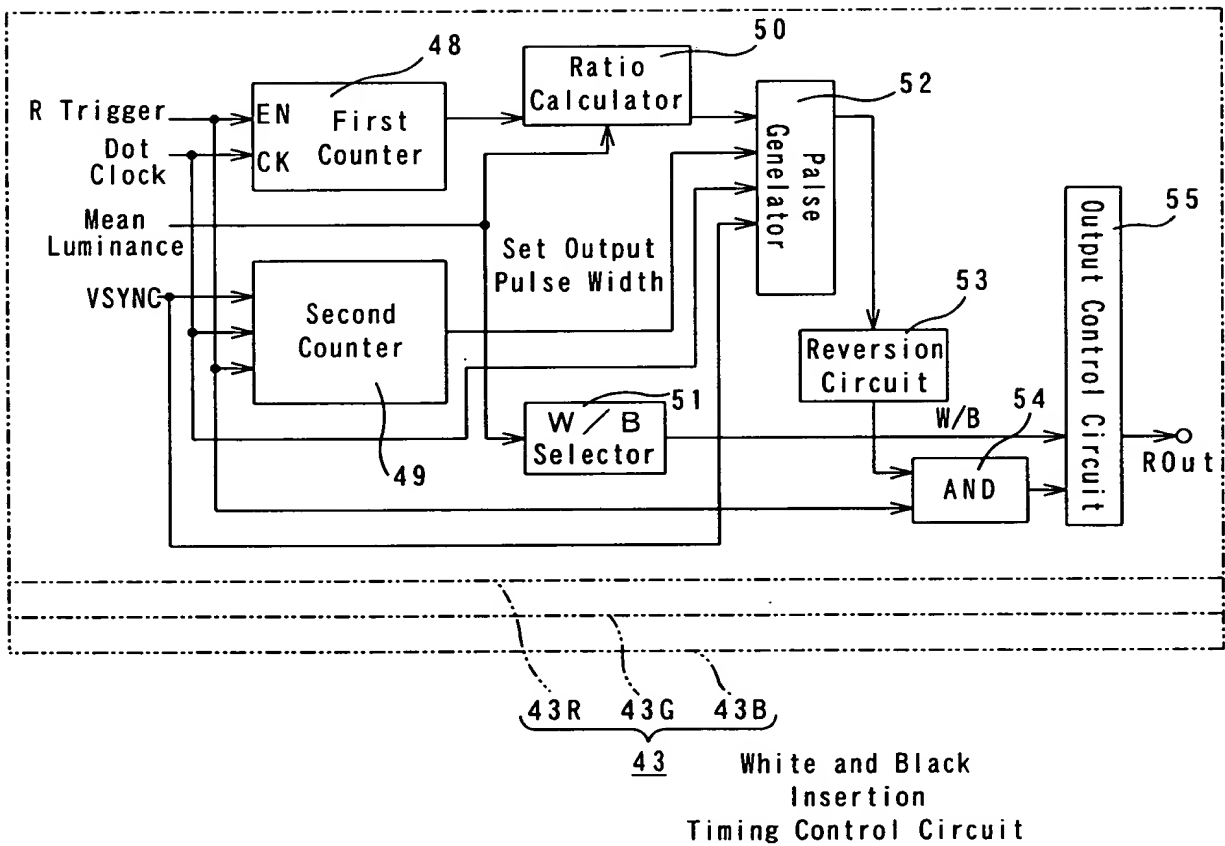 48
50
Ratio
Calculator
52
R Trigger
EN
First
Counter
Dot
Clock
CK
Palse
Genelator
Mean
Luminance
Set Output
Pulse Width
55
Output Control Circuit
VSYNC
Second
Counter
53
Reversion
Circuit
49
51
W/B
Selector
W/B
54
AND
ROut
43R
43G
43B
43
White and Black
Insertion
Timing Control Circuit